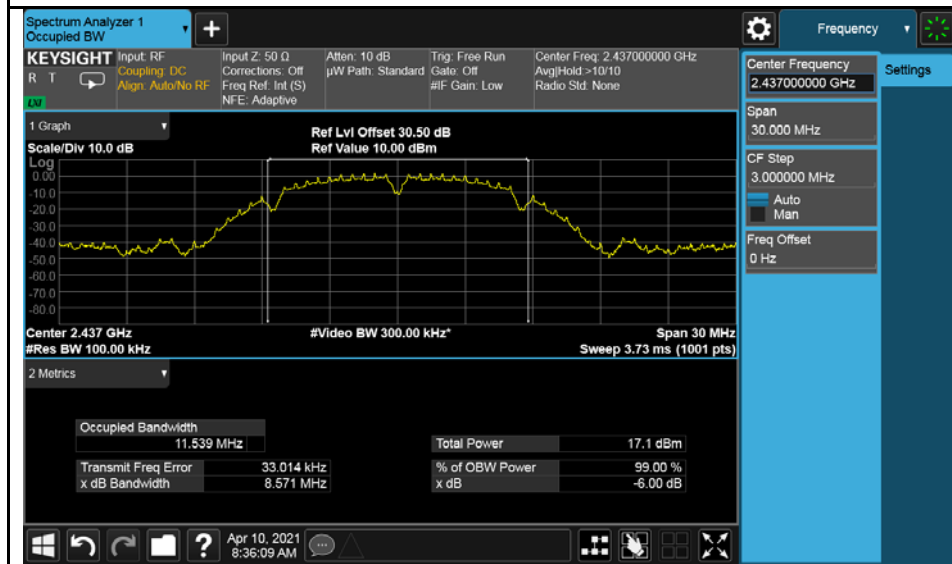 Spectrum Analyzer 1
Occupied BW
+
Frequency
KEYSIGHT
R T
LXI
Input: RF
Coupling: DC
Align: Auto/No RF
Input Z: 50 Ω
Corrections: Off
Freq Ref: Int (S)
NFE: Adaptive
Atten: 10 dB
µW Path: Standard
Trig: Free Run
Gate: Off
#IF Gain: Low
Center Freq: 2.437000000 GHz
Avg|Hold:>10/10
Radio Std: None
Center Frequency
2.437000000 GHz
Settings
Span
30.000 MHz
CF Step
3.000000 MHz
Auto
Man
Freq Offset
0 Hz
1 Graph
Scale/Div 10.0 dB
Ref Lvl Offset 30.50 dB
Ref Value 10.00 dBm
Log
0.00
-10.0
-20.0
-30.0
-40.0
-50.0
-60.0
-70.0
-80.0
Center 2.437 GHz
#Video BW 300.00 kHz*
Span 30 MHz
#Res BW 100.00 kHz
Sweep 3.73 ms (1001 pts)
2 Metrics
Occupied Bandwidth
11.539 MHz
Total Power 17.1 dBm
Transmit Freq Error 33.014 kHz
% of OBW Power 99.00 %
x dB Bandwidth 8.571 MHz
x dB -6.00 dB
?
Apr 10, 2021
8:36:09 AM